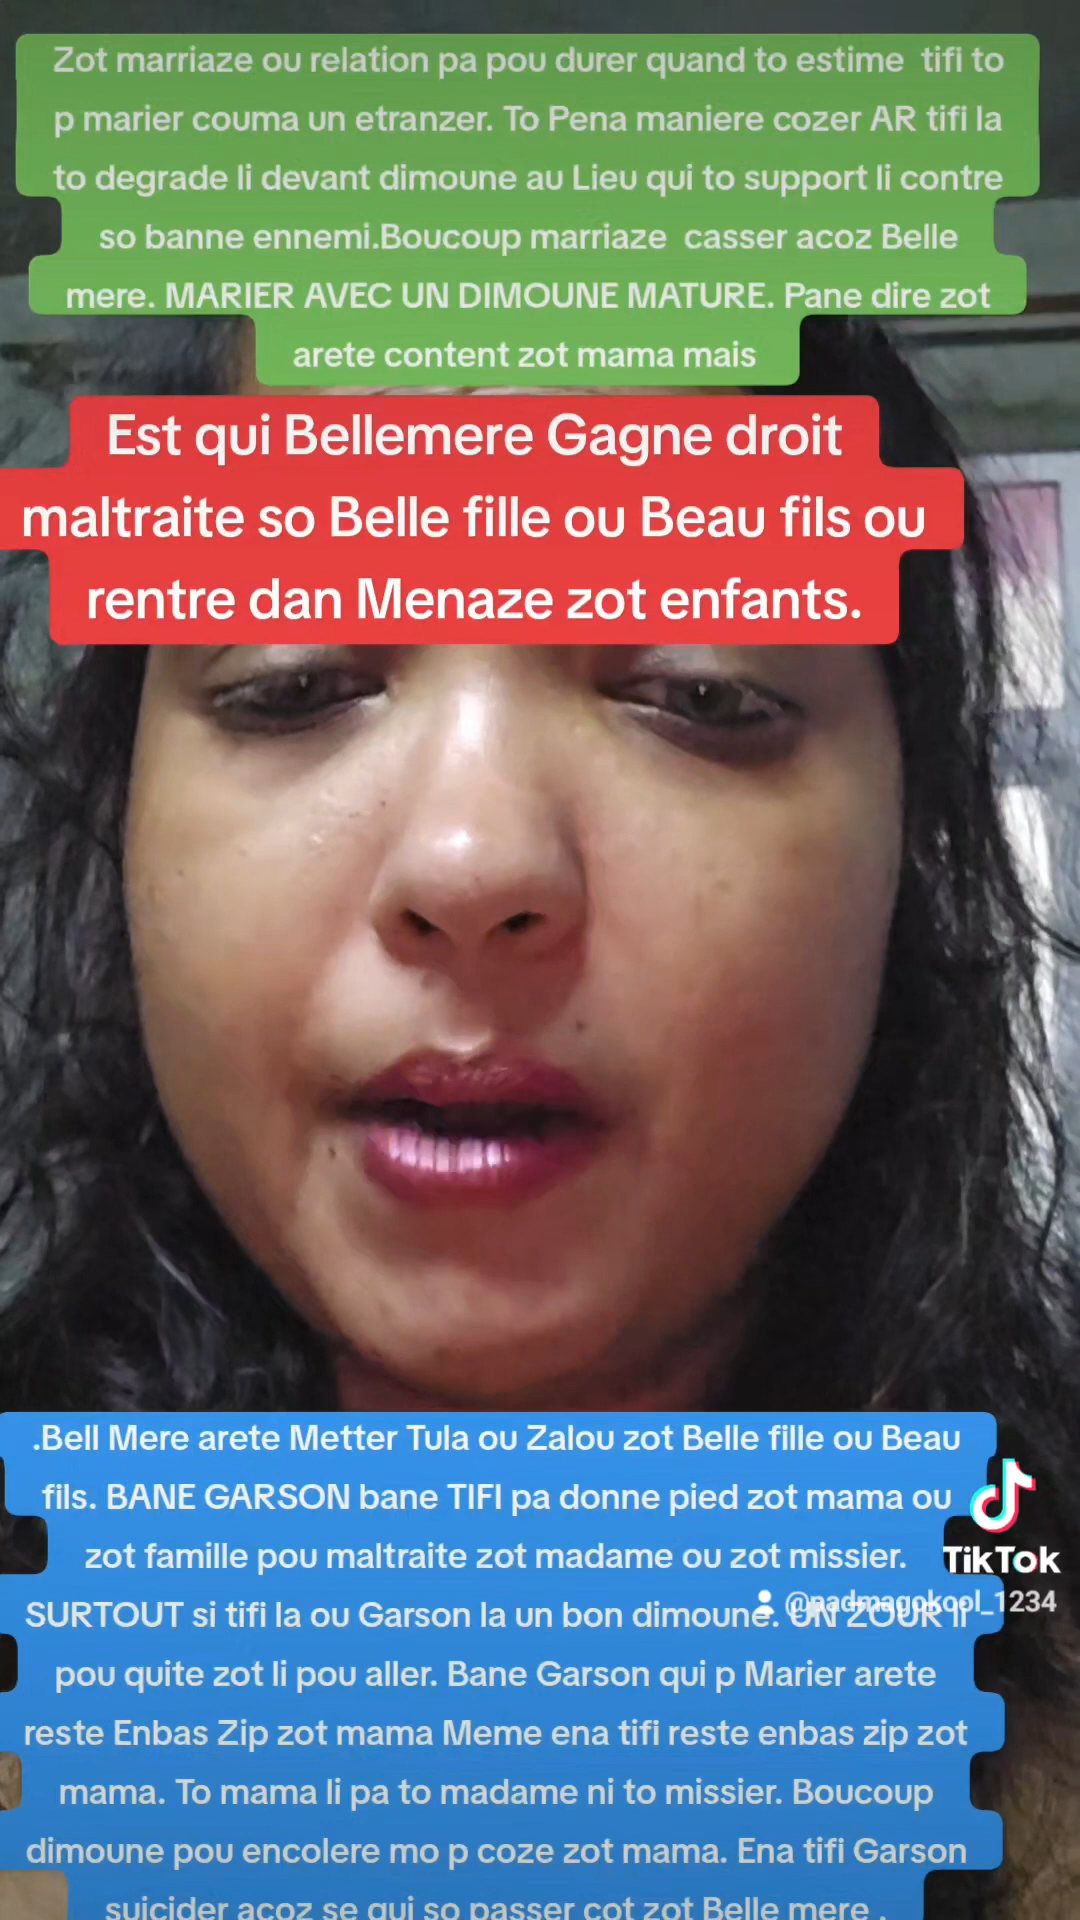 Zot marriaze ou relation pa pou durer quand to estime tifi to
p marier couma un etranzer. To Pena maniere cozer AR tifi la
to degrade li devant dimoune au Lieu qui to support li contre
so banne ennemi.Boucoup marriaze casser acoz Belle
mere. MARIER AVEC UN DIMOUNE MATURE. Pane dire zot
arete content zot mama mais
Est qui Bellemere Gagne droit
maltraite so Belle fille ou Beau fils ou
rentre dan Menaze zot enfants.
.Bell Mere arete Metter Tula ou Zalou zot Belle fille ou Beau
fils. BANE GARSON bane TIFI pa donne pied zot mama ou
zot famille pou maltraite zot madame ou zot missier.
TikTok
SURTOUT si tifi la ou Garson la un bon dimoune. UN ZOUR li
@padmagokool_1234
pou quite zot li pou aller. Bane Garson qui p Marier arete
reste Enbas Zip zot mama Meme ena tifi reste enbas zip zot
mama. To mama li pa to madame ni to missier. Boucoup
dimoune pou encolere mo p coze zot mama. Ena tifi Garson
suicider acoz se qui so passer cot zot Belle mere .